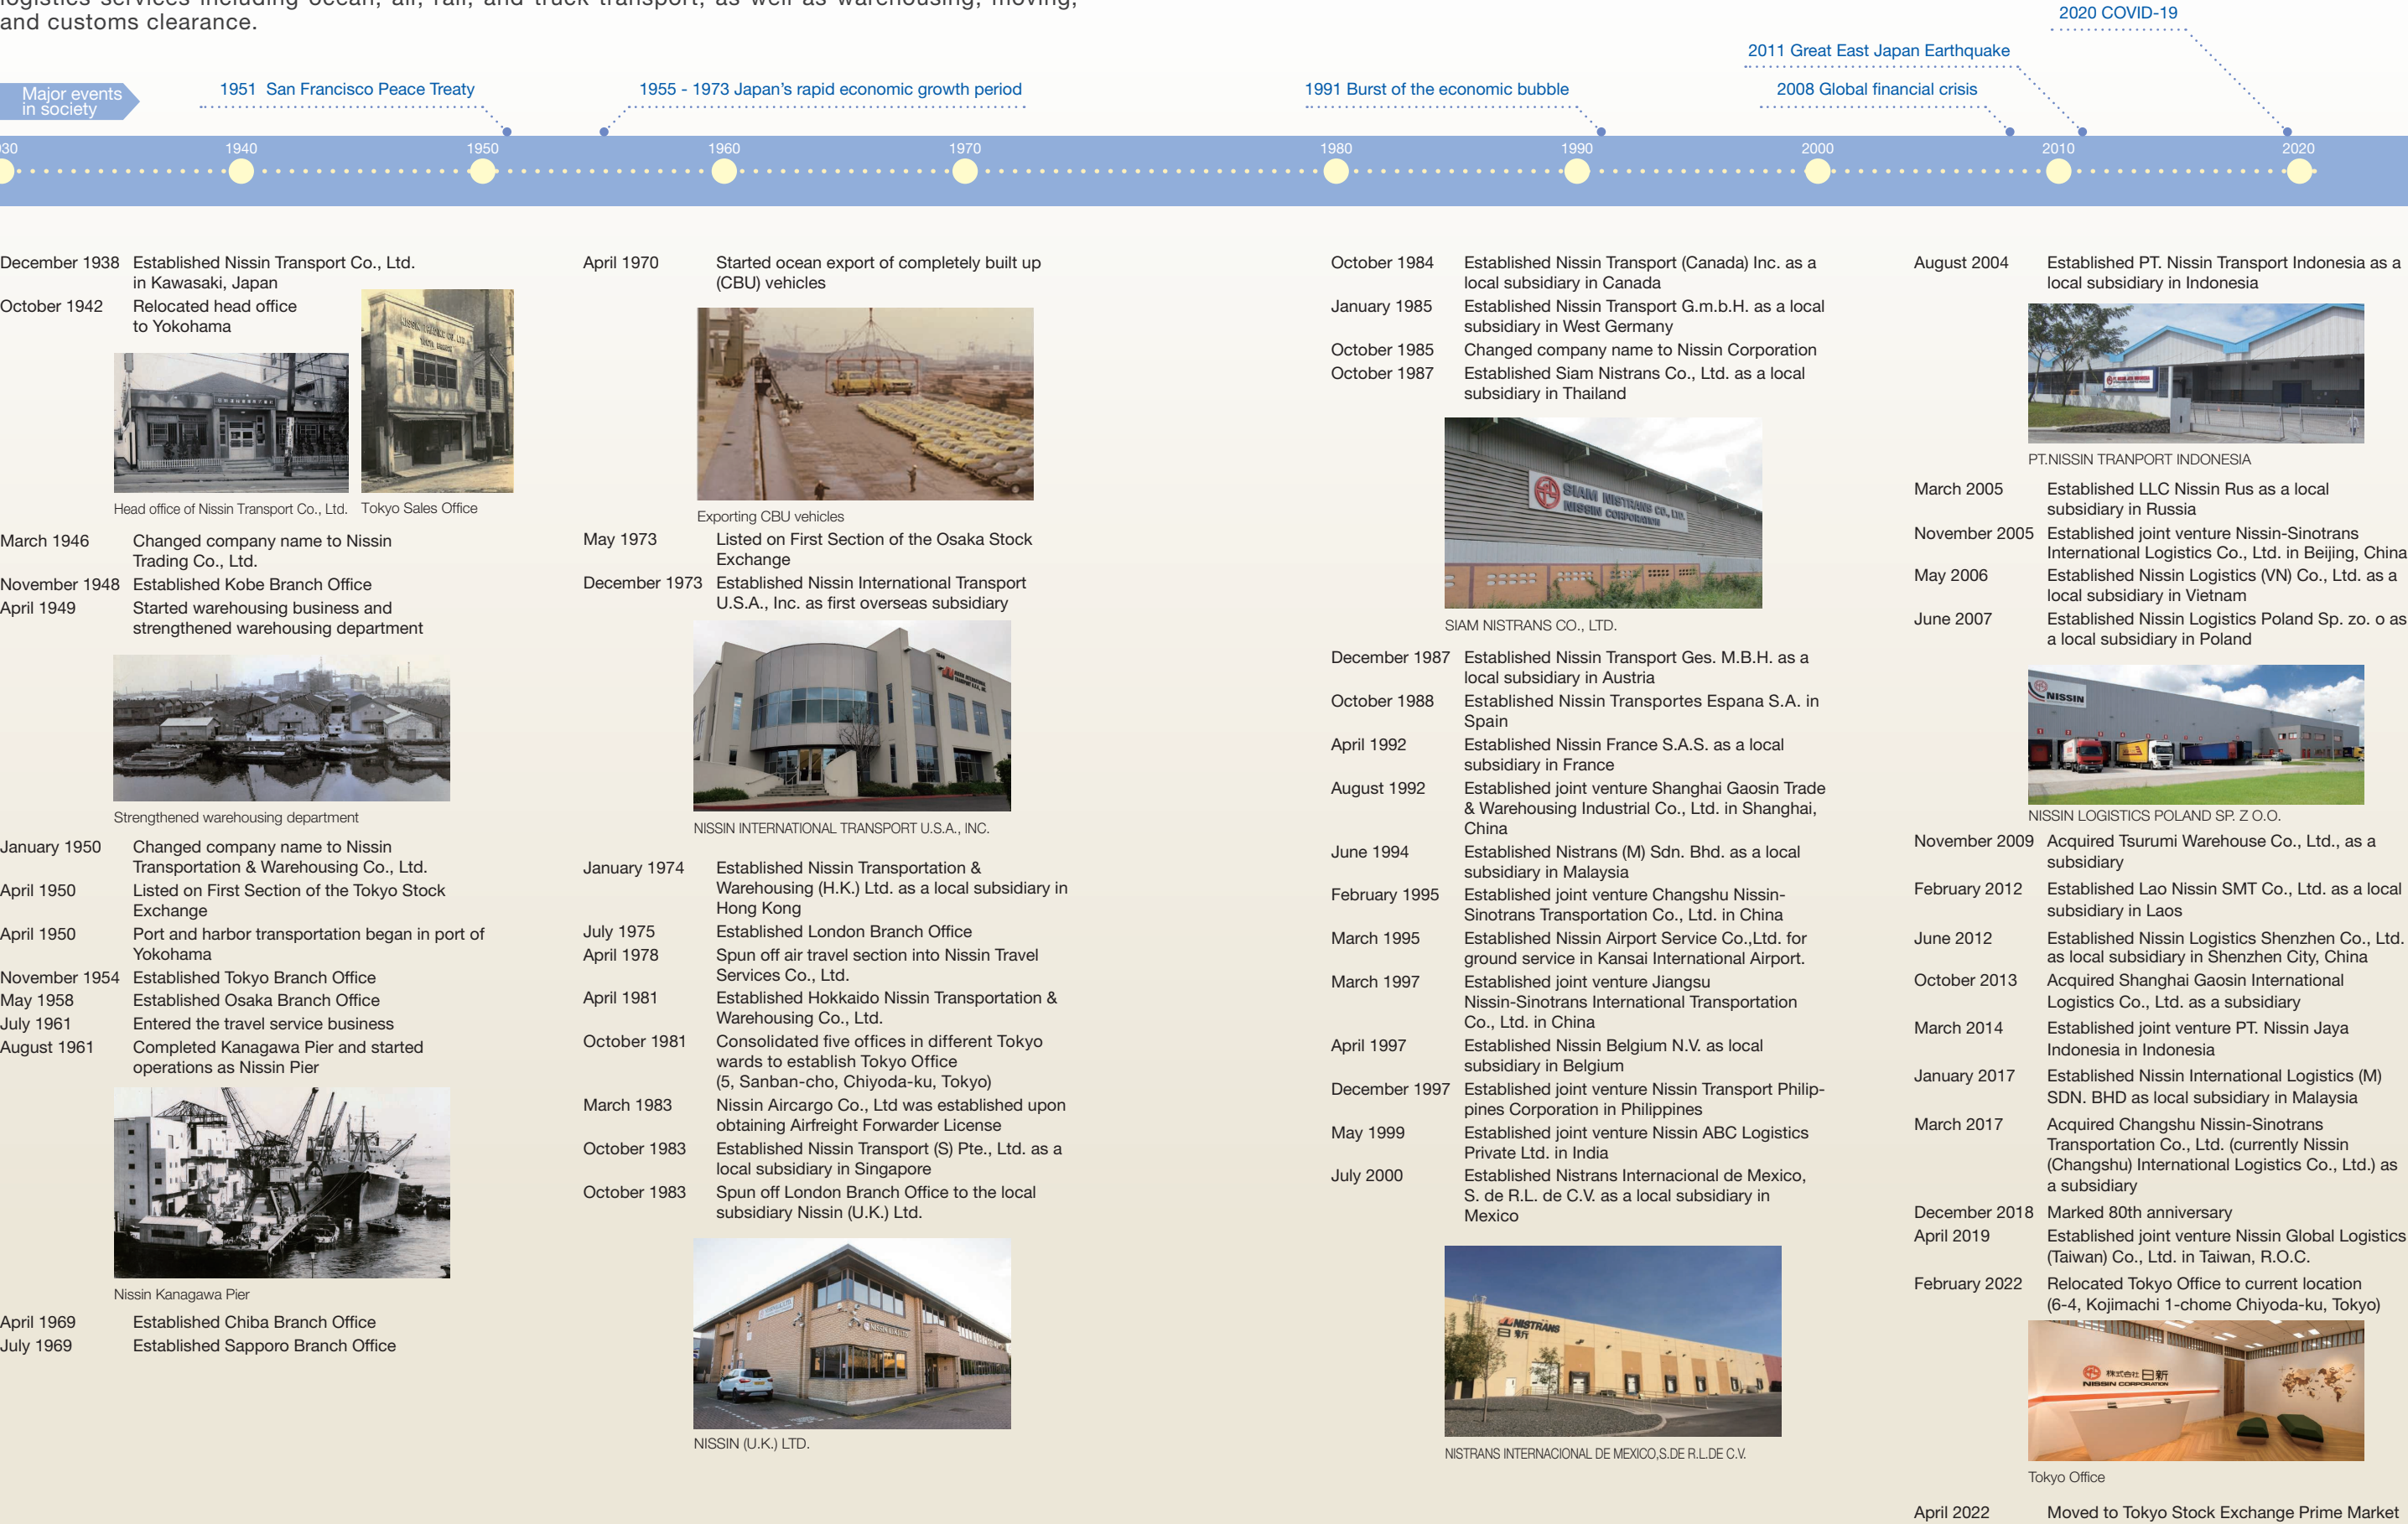 logistics services including ocean, air, rail, and truck transport, as well as warehousing, moving,
and customs clearance.
Major events
in society
1951 San Francisco Peace Treaty
1955 - 1973 Japan's rapid economic growth period
1991 Burst of the economic bubble
2008 Global financial crisis
2011 Great East Japan Earthquake
2020 COVID-19
30
1940
1950
1960
1970
1980
1990
2000
2010
2020
December 1938 Established Nissin Transport Co., Ltd.
in Kawasaki, Japan
October 1942 Relocated head office
to Yokohama
Head office of Nissin Transport Co., Ltd.
Tokyo Sales Office
March 1946 Changed company name to Nissin
Trading Co., Ltd.
November 1948 Established Kobe Branch Office
April 1949 Started warehousing business and
strengthened warehousing department
Strengthened warehousing department
January 1950 Changed company name to Nissin
Transportation & Warehousing Co., Ltd.
April 1950 Listed on First Section of the Tokyo Stock
Exchange
April 1950 Port and harbor transportation began in port of
Yokohama
November 1954 Established Tokyo Branch Office
May 1958 Established Osaka Branch Office
July 1961 Entered the travel service business
August 1961 Completed Kanagawa Pier and started
operations as Nissin Pier
Nissin Kanagawa Pier
April 1969 Established Chiba Branch Office
July 1969 Established Sapporo Branch Office
April 1970 Started ocean export of completely built up
(CBU) vehicles
Exporting CBU vehicles
May 1973 Listed on First Section of the Osaka Stock
Exchange
December 1973 Established Nissin International Transport
U.S.A., Inc. as first overseas subsidiary
NISSIN INTERNATIONAL
TRANSPORT U.S.A., INC.
NISSIN INTERNATIONAL TRANSPORT U.S.A., INC.
January 1974 Established Nissin Transportation &
Warehousing (H.K.) Ltd. as a local subsidiary in
Hong Kong
July 1975 Established London Branch Office
April 1978 Spun off air travel section into Nissin Travel
Services Co., Ltd.
April 1981 Established Hokkaido Nissin Transportation &
Warehousing Co., Ltd.
October 1981 Consolidated five offices in different Tokyo
wards to establish Tokyo Office
(5, Sanban-cho, Chiyoda-ku, Tokyo)
March 1983 Nissin Aircargo Co., Ltd was established upon
obtaining Airfreight Forwarder License
October 1983 Established Nissin Transport (S) Pte., Ltd. as a
local subsidiary in Singapore
October 1983 Spun off London Branch Office to the local
subsidiary Nissin (U.K.) Ltd.
NISSIN (U.K.) LTD.
October 1984 Established Nissin Transport (Canada) Inc. as a
local subsidiary in Canada
January 1985 Established Nissin Transport G.m.b.H. as a local
subsidiary in West Germany
October 1985 Changed company name to Nissin Corporation
October 1987 Established Siam Nistrans Co., Ltd. as a local
subsidiary in Thailand
SIAM NISTRANS CO., LTD.
NISSIN CORPORATION
SIAM NISTRANS CO., LTD.
December 1987 Established Nissin Transport Ges. M.B.H. as a
local subsidiary in Austria
October 1988 Established Nissin Transportes Espana S.A. in
Spain
April 1992 Established Nissin France S.A.S. as a local
subsidiary in France
August 1992 Established joint venture Shanghai Gaosin Trade
& Warehousing Industrial Co., Ltd. in Shanghai,
China
June 1994 Established Nistrans (M) Sdn. Bhd. as a local
subsidiary in Malaysia
February 1995 Established joint venture Changshu Nissin-
Sinotrans Transportation Co., Ltd. in China
March 1995 Established Nissin Airport Service Co.,Ltd. for
ground service in Kansai International Airport.
March 1997 Established joint venture Jiangsu
Nissin-Sinotrans International Transportation
Co., Ltd. in China
April 1997 Established Nissin Belgium N.V. as local
subsidiary in Belgium
December 1997 Established joint venture Nissin Transport Philip-
pines Corporation in Philippines
May 1999 Established joint venture Nissin ABC Logistics
Private Ltd. in India
July 2000 Established Nistrans Internacional de Mexico,
S. de R.L. de C.V. as a local subsidiary in
Mexico
NISTRANS
NISTRANS INTERNACIONAL DE MEXICO,S.DE R.L.DE C.V.
August 2004 Established PT. Nissin Transport Indonesia as a
local subsidiary in Indonesia
PT.NISSIN TRANPORT INDONESIA
March 2005 Established LLC Nissin Rus as a local
subsidiary in Russia
November 2005 Established joint venture Nissin-Sinotrans
International Logistics Co., Ltd. in Beijing, China
May 2006 Established Nissin Logistics (VN) Co., Ltd. as a
local subsidiary in Vietnam
June 2007 Established Nissin Logistics Poland Sp. zo. o as
a local subsidiary in Poland
NISSIN
NISSIN LOGISTICS POLAND SP. Z O.O.
November 2009 Acquired Tsurumi Warehouse Co., Ltd., as a
subsidiary
February 2012 Established Lao Nissin SMT Co., Ltd. as a local
subsidiary in Laos
June 2012 Established Nissin Logistics Shenzhen Co., Ltd.
as local subsidiary in Shenzhen City, China
October 2013 Acquired Shanghai Gaosin International
Logistics Co., Ltd. as a subsidiary
March 2014 Established joint venture PT. Nissin Jaya
Indonesia in Indonesia
January 2017 Established Nissin International Logistics (M)
SDN. BHD as local subsidiary in Malaysia
March 2017 Acquired Changshu Nissin-Sinotrans
Transportation Co., Ltd. (currently Nissin
(Changshu) International Logistics Co., Ltd.) as
a subsidiary
December 2018 Marked 80th anniversary
April 2019 Established joint venture Nissin Global Logistics
(Taiwan) Co., Ltd. in Taiwan, R.O.C.
February 2022 Relocated Tokyo Office to current location
(6-4, Kojimachi 1-chome Chiyoda-ku, Tokyo)
株式会社 日新
NISSIN CORPORATION
Tokyo Office
April 2022 Moved to Tokyo Stock Exchange Prime Market